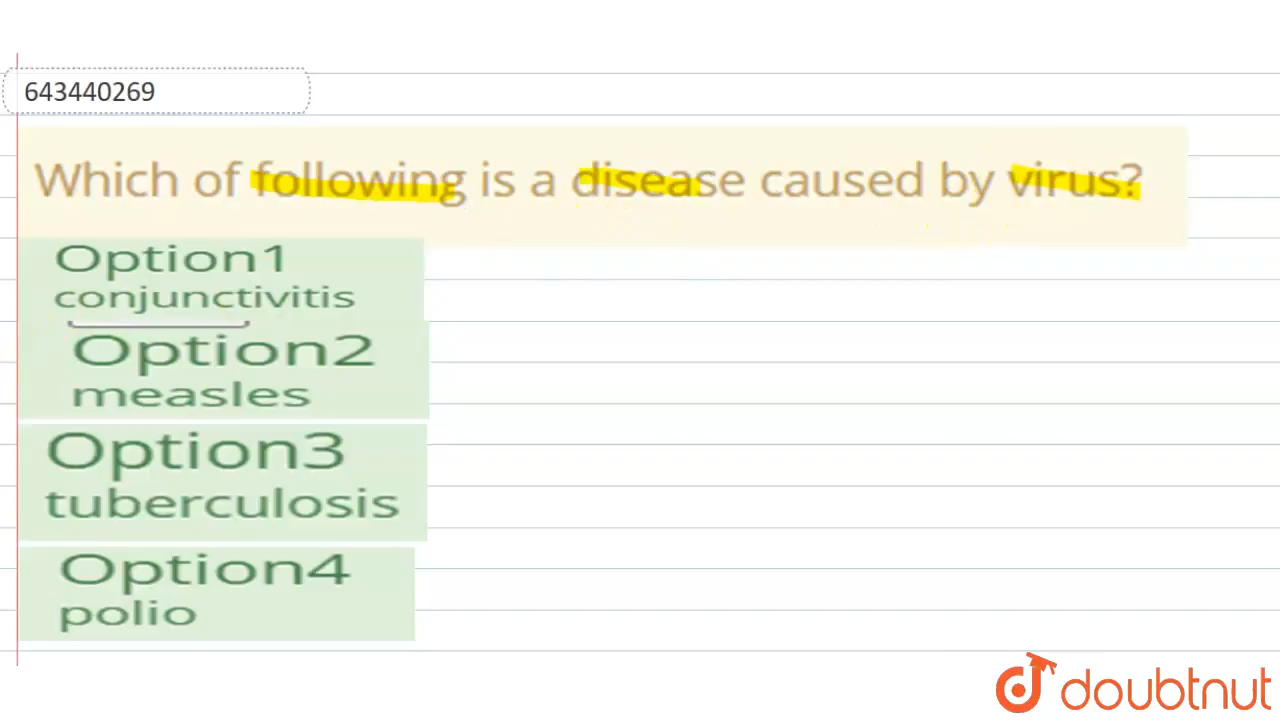 643440269
Which of following is a disease caused by virus?
Option1
conjunctivitis
Option2
measles
Option3
tuberculosis
Option4
polio
doubtnut